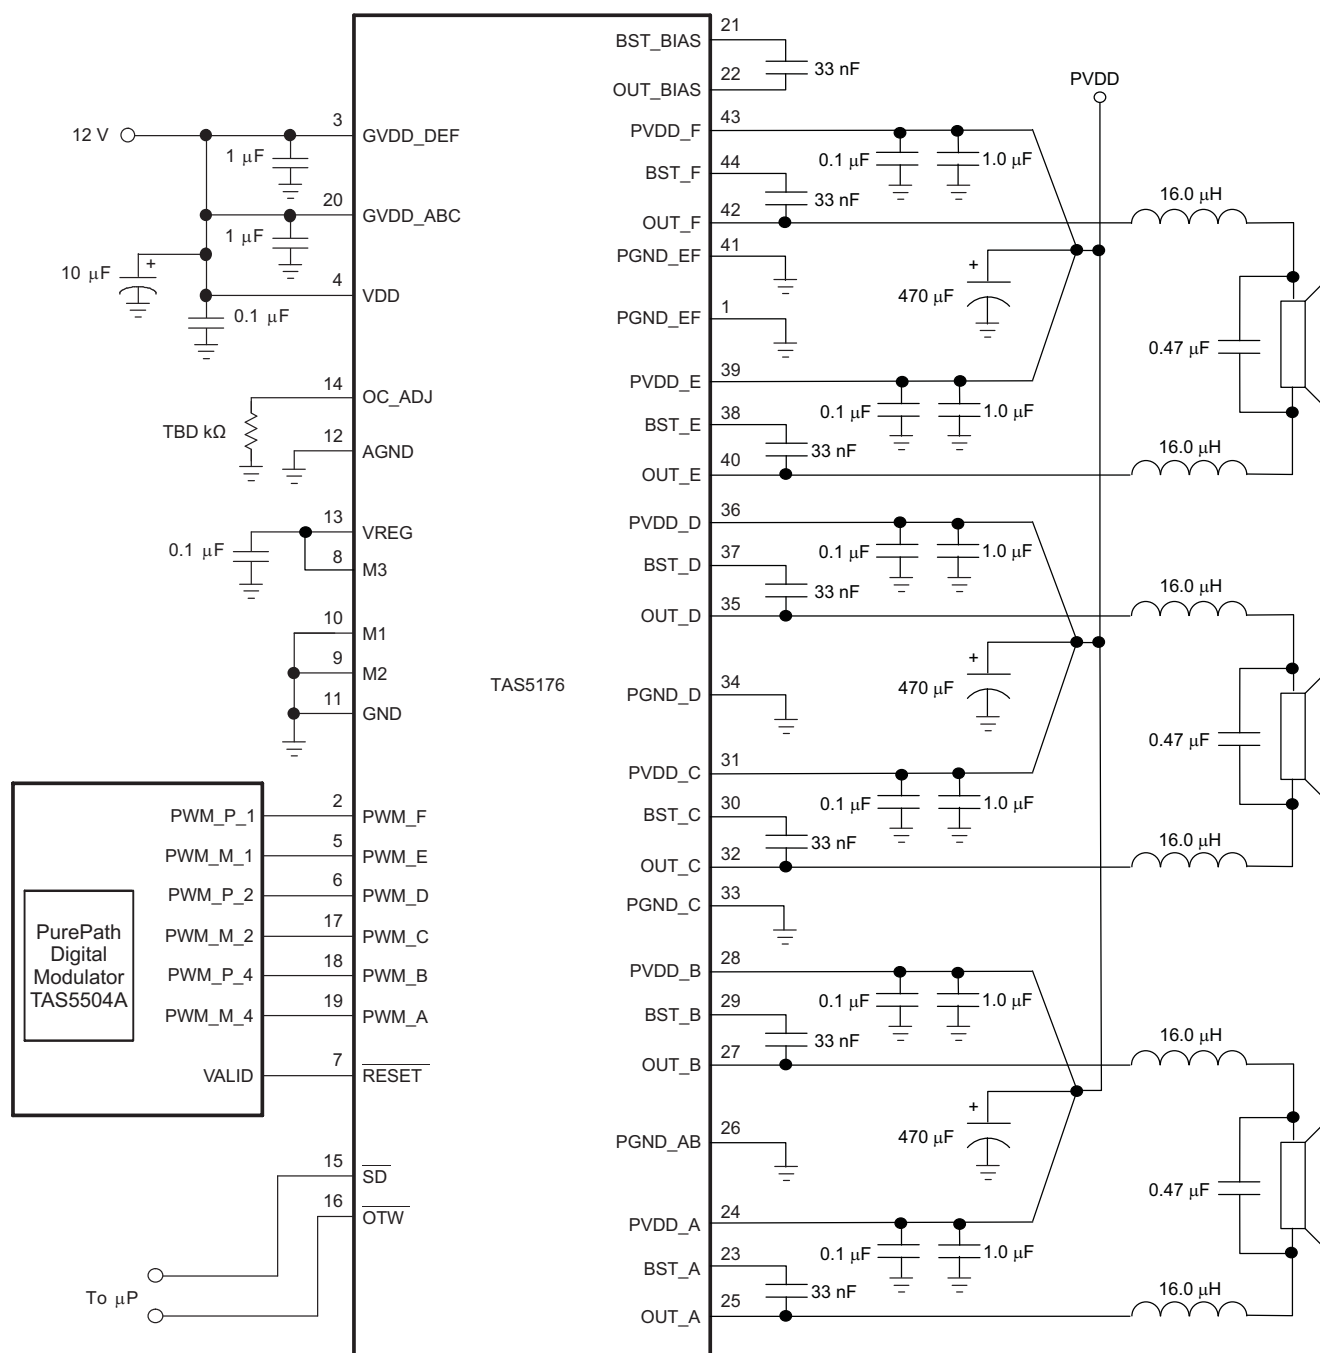 21
BST_BIAS
33 nF
22
OUT_BIAS
PVDD
12 V
3
GVDD_DEF
1 µF
20
GVDD_ABC
1 µF
10 µF
+
4
VDD
0.1 µF
43
PVDD_F
0.1 µF
1.0 µF
44
BST_F
33 nF
42
OUT_F
16.0 µH
41
PGND_EF
+
470 µF
1
PGND_EF
0.47 µF
39
PVDD_E
0.1 µF
1.0 µF
38
BST_E
33 nF
40
OUT_E
16.0 µH
14
OC_ADJ
TBD kΩ
12
AGND
13
VREG
0.1 µF
8
M3
10
M1
9
M2
11
GND
TAS5176
36
PVDD_D
0.1 µF
1.0 µF
37
BST_D
33 nF
35
OUT_D
16.0 µH
34
PGND_D
+
470 µF
0.47 µF
31
PVDD_C
0.1 µF
1.0 µF
30
BST_C
33 nF
32
OUT_C
16.0 µH
33
PGND_C
PurePath
Digital
Modulator
TAS5504A
PWM_P_1
2
PWM_F
PWM_M_1
5
PWM_E
PWM_P_2
6
PWM_D
PWM_M_2
17
PWM_C
PWM_P_4
18
PWM_B
PWM_M_4
19
PWM_A
VALID
7
RESET
28
PVDD_B
0.1 µF
1.0 µF
29
BST_B
33 nF
27
OUT_B
16.0 µH
26
PGND_AB
+
470 µF
0.47 µF
15
SD
16
OTW
To µP
24
PVDD_A
0.1 µF
1.0 µF
23
BST_A
33 nF
25
OUT_A
16.0 µH